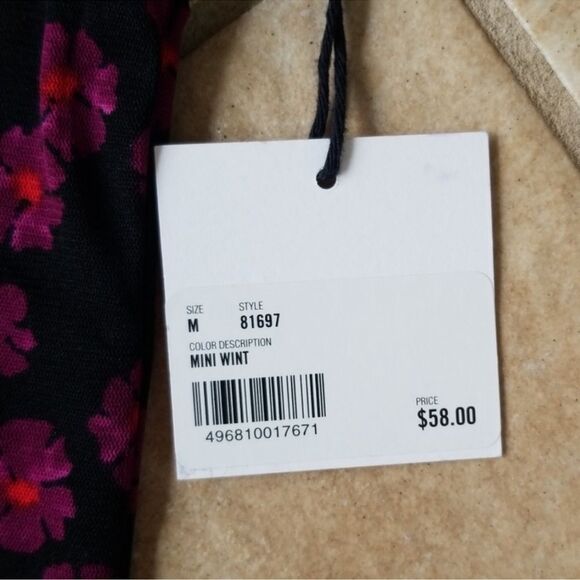 SIZE STYLE
M 81697
COLOR DESCRIPTION
MINI WINT
496810017671
PRICE
$58.00